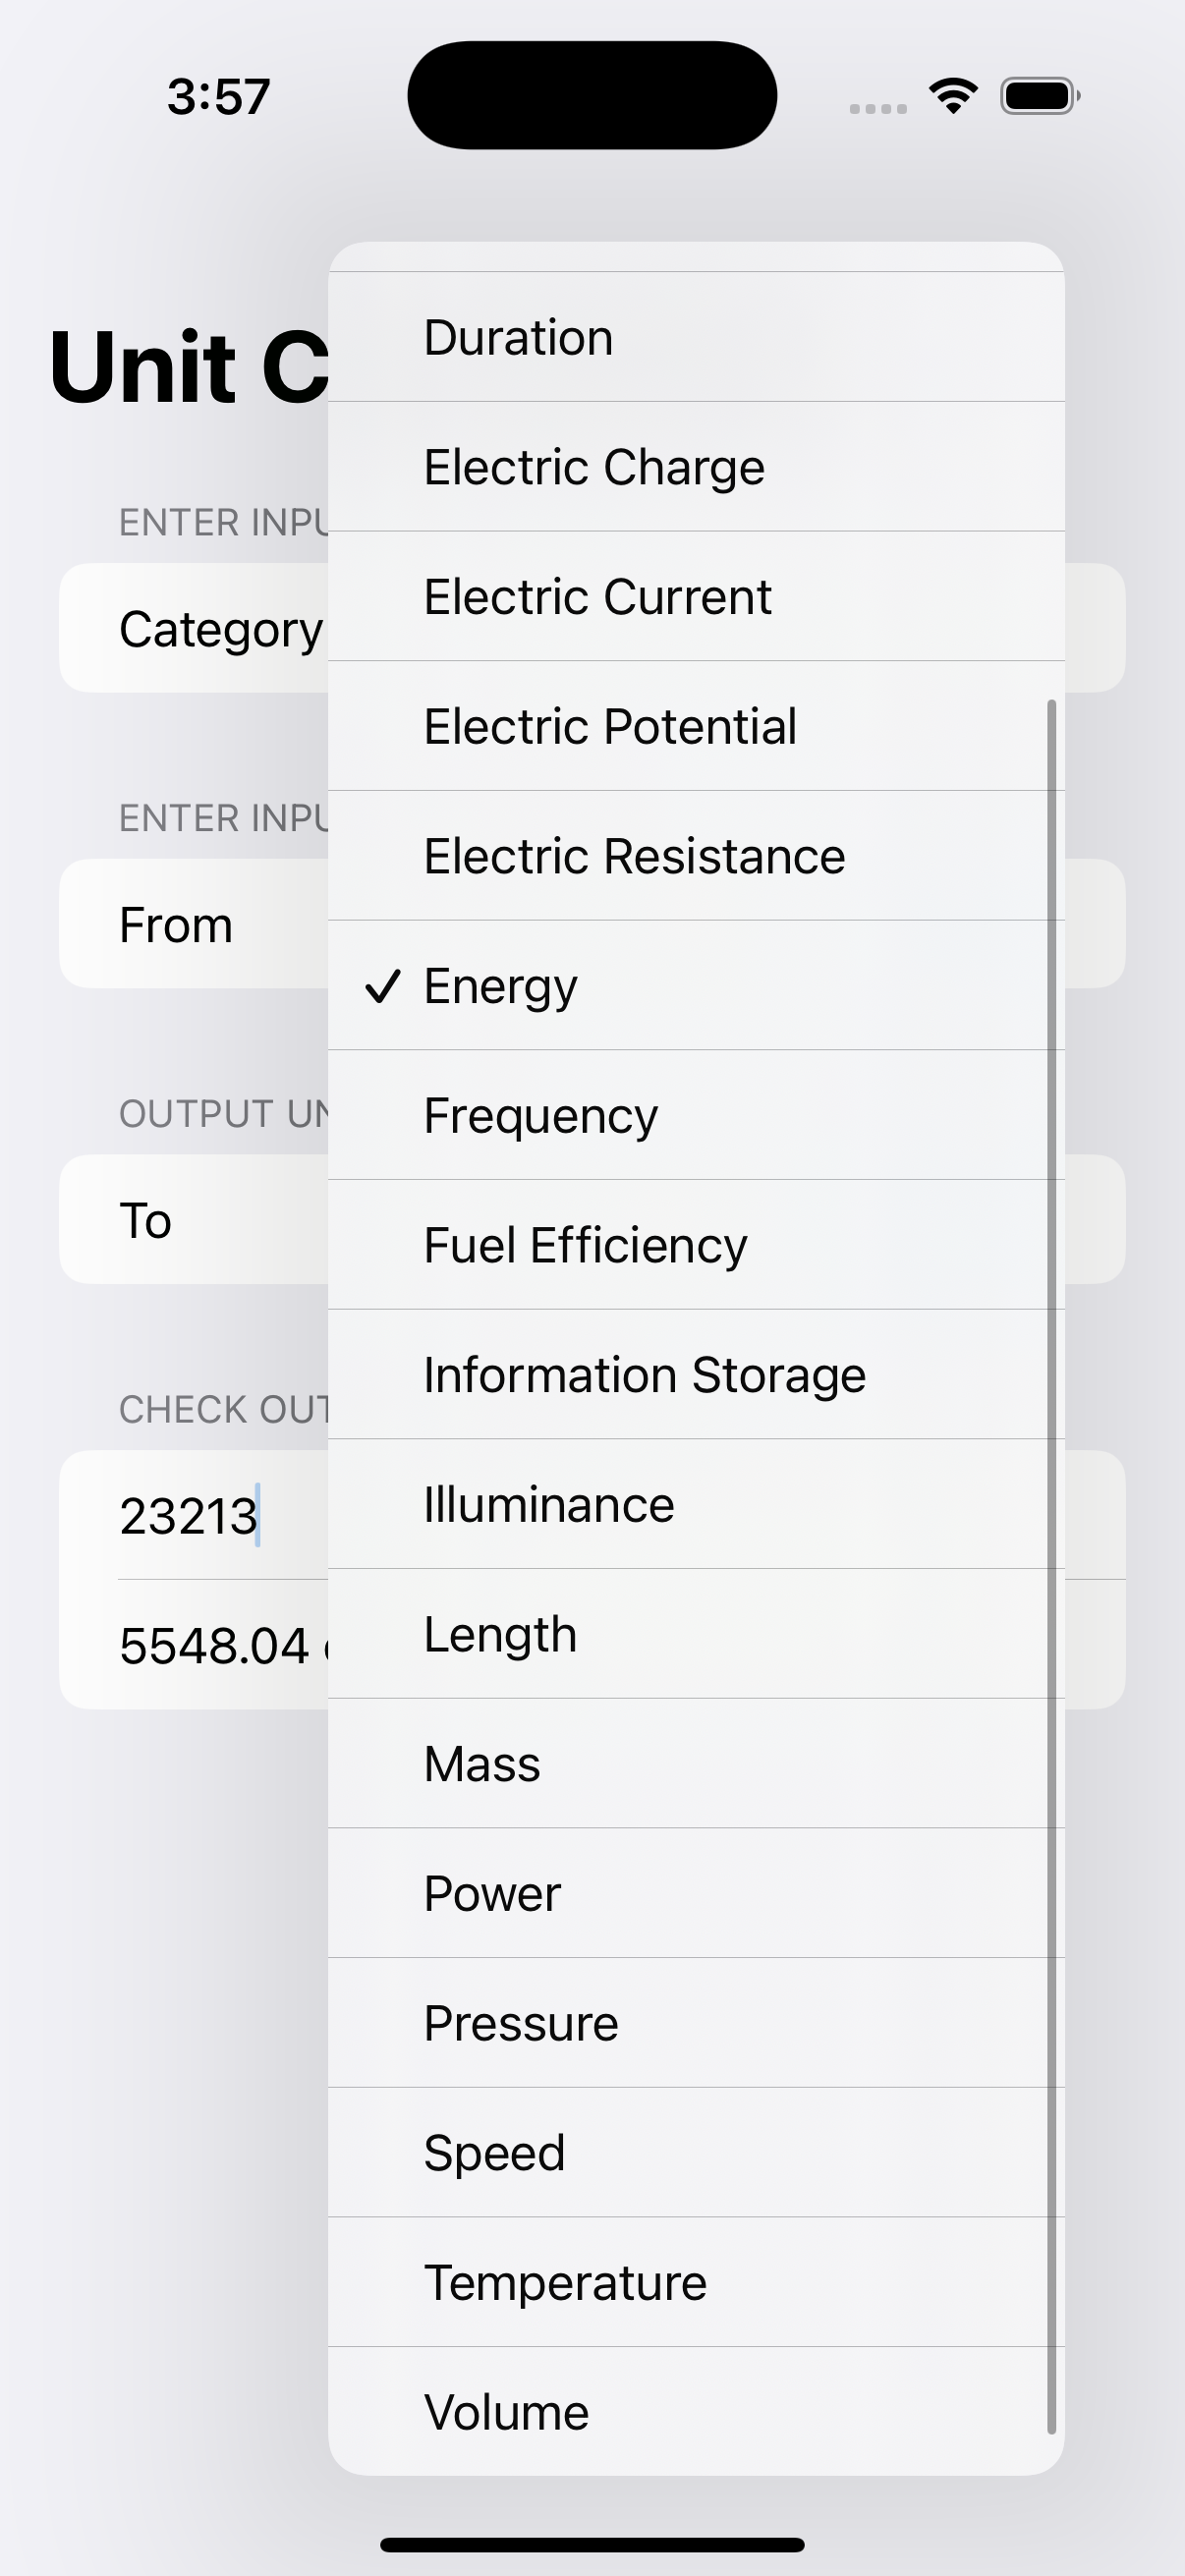 3:57
Unit C
ENTER INPU
Category
ENTER INPU
From
OUTPUT UN
To
CHECK OUT
23213
5548.04
Duration
Electric Charge
Electric Current
Electric Potential
Electric Resistance
Energy
Frequency
Fuel Efficiency
Information Storage
Illuminance
Length
Mass
Power
Pressure
Speed
Temperature
Volume